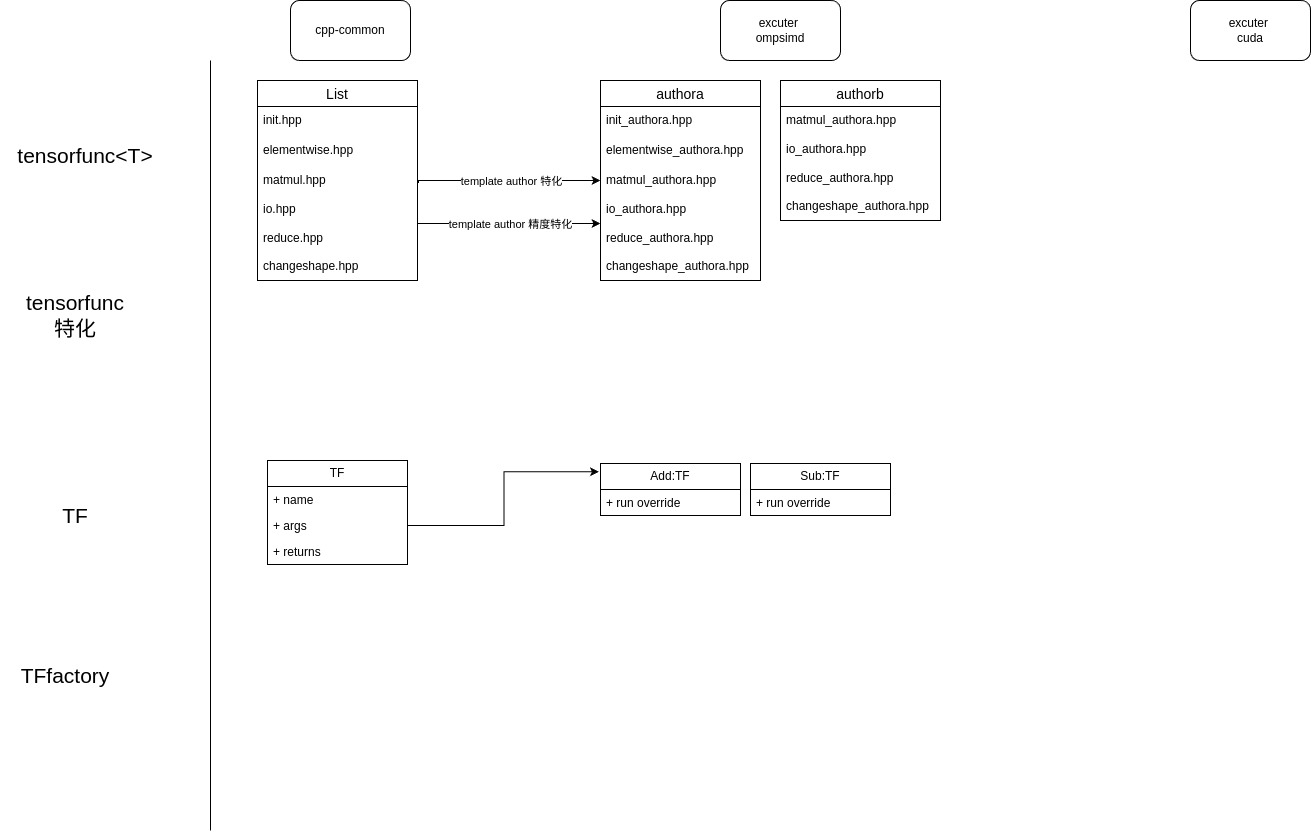 cpp-common
excuter
ompsimd
excuter
cuda
tensorfunc<T>
List
init.hpp
elementwise.hpp
matmul.hpp
io.hpp
reduce.hpp
changeshape.hpp
template author 特化
template author 精度特化
authora
init_authora.hpp
elementwise_authora.hpp
matmul_authora.hpp
io_authora.hpp
reduce_authora.hpp
changeshape_authora.hpp
authorb
matmul_authora.hpp
io_authora.hpp
reduce_authora.hpp
changeshape_authora.hpp
tensorfunc
特化
TF
TF
+ name
+ args
+ returns
Add:TF
+ run override
Sub:TF
+ run override
TFfactory